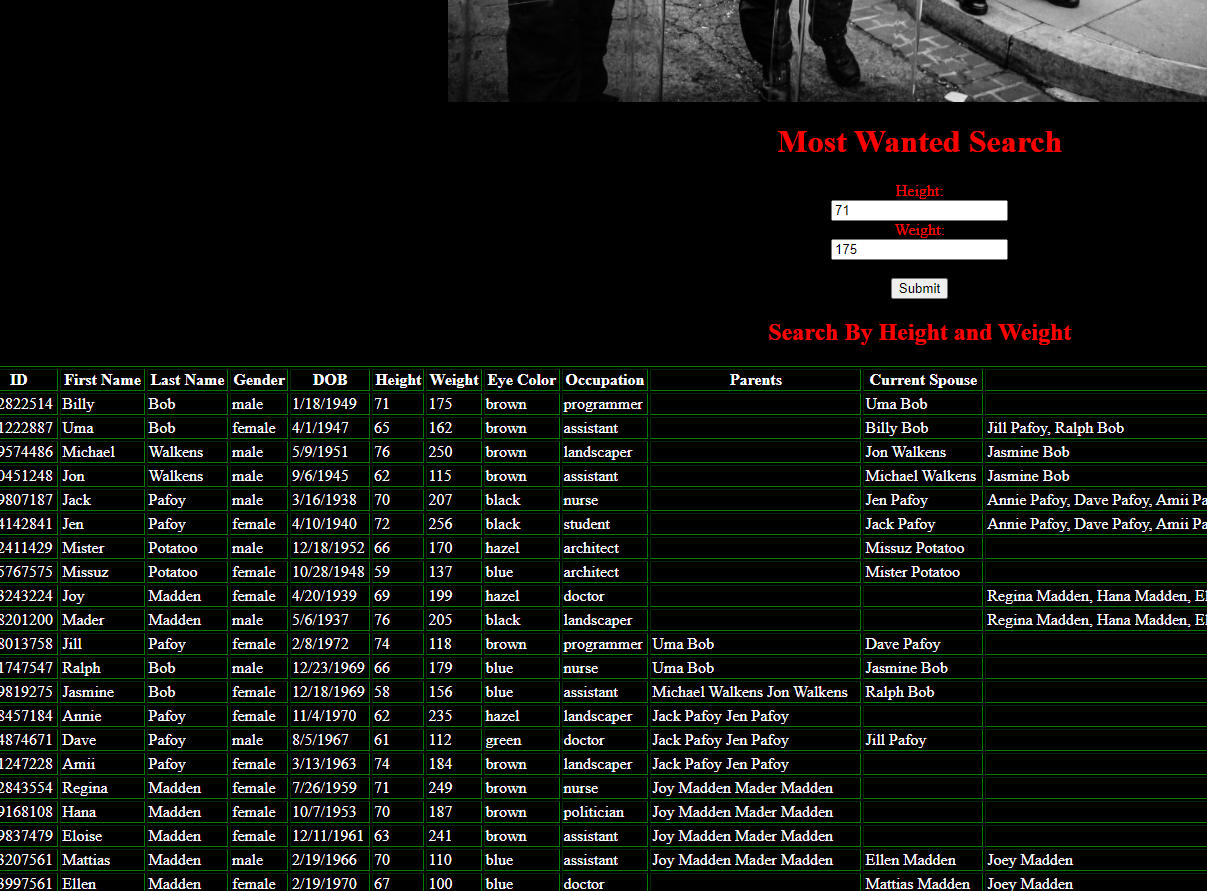 Most Wanted Search
Height:
71
Weight:
175
Submit
Search By Height and Weight
ID First Name Last Name Gender DOB Height Weight Eye Color Occupation Parents Current Spouse
2822514 Billy Bob male 1/18/1949 71 175 brown programmer Uma Bob
1222887 Uma Bob female 4/1/1947 65 162 brown assistant Billy Bob Jill Pafoy, Ralph Bob
9574486 Michael Walkens male 5/9/1951 76 250 brown landscaper Jon Walkens Jasmine Bob
0451248 Jon Walkens male 9/6/1945 62 115 brown assistant Michael Walkens Jasmine Bob
9807187 Jack Pafoy male 3/16/1938 70 207 black nurse Jen Pafoy Annie Pafoy, Dave Pafoy, Amii Pa
4142841 Jen Pafoy female 4/10/1940 72 256 black student Jack Pafoy Annie Pafoy, Dave Pafoy, Amii Pa
2411429 Mister Potatoo male 12/18/1952 66 170 hazel architect Missuz Potatoo
5767575 Missuz Potatoo female 10/28/1948 59 137 blue architect Mister Potatoo
3243224 Joy Madden female 4/20/1939 69 199 hazel doctor Regina Madden, Hana Madden, El
8201200 Mader Madden male 5/6/1937 76 205 black landscaper Regina Madden, Hana Madden, El
8013758 Jill Pafoy female 2/8/1972 74 118 brown programmer Uma Bob Dave Pafoy
1747547 Ralph Bob male 12/23/1969 66 179 blue nurse Uma Bob Jasmine Bob
9819275 Jasmine Bob female 12/18/1969 58 156 blue assistant Michael Walkens Jon Walkens Ralph Bob
8457184 Annie Pafoy female 11/4/1970 62 235 hazel landscaper Jack Pafoy Jen Pafoy
4874671 Dave Pafoy male 8/5/1967 61 112 green doctor Jack Pafoy Jen Pafoy Jill Pafoy
1247228 Amii Pafoy female 3/13/1963 74 184 brown landscaper Jack Pafoy Jen Pafoy
2843554 Regina Madden female 7/26/1959 71 249 brown nurse Joy Madden Mader Madden
9168108 Hana Madden female 10/7/1953 70 187 brown politician Joy Madden Mader Madden
9837479 Eloise Madden female 12/11/1961 63 241 brown assistant Joy Madden Mader Madden
3207561 Mattias Madden male 2/19/1966 70 110 blue assistant Joy Madden Mader Madden Ellen Madden Joey Madden
3997561 Ellen Madden female 2/19/1970 67 100 blue doctor Mattias Madden Joey Madden